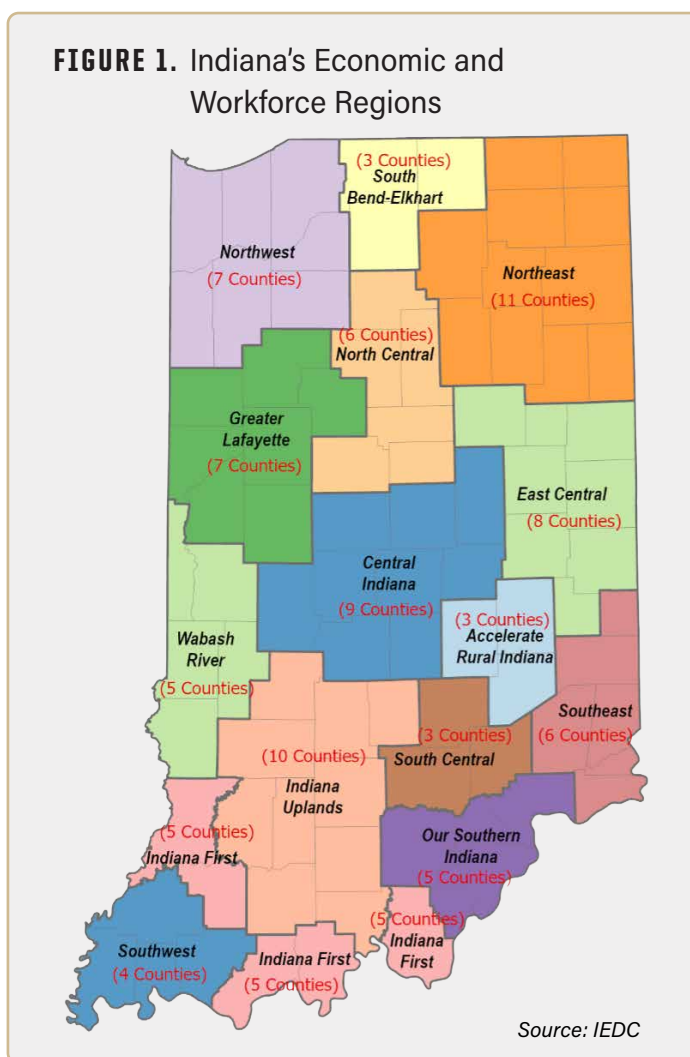 FIGURE 1. Indiana's Economic and
Workforce Regions
(3 Counties)
South
Bend-Elkhart
Northwest
(7 Counties)
Northeast
(11 Counties)
(6 Counties)
North Central
Greater
Lafayette
(7 Counties)
East Central
(8 Counties)
Central
Indiana
(9 Counties)
(3 Counties)
Accelerate
Rural Indiana
Wabash
River
(5 Counties)
Southeast
(6 Counties)
(3 Counties)
South Central
(10 Counties)
Indiana
Uplands
(5 Counties)
Indiana First
Our Southern
Indiana
(5 Counties)
(5 Counties)
Indiana
First
Southwest
(4 Counties)
Indiana First
(5 Counties)
Source: IEDC